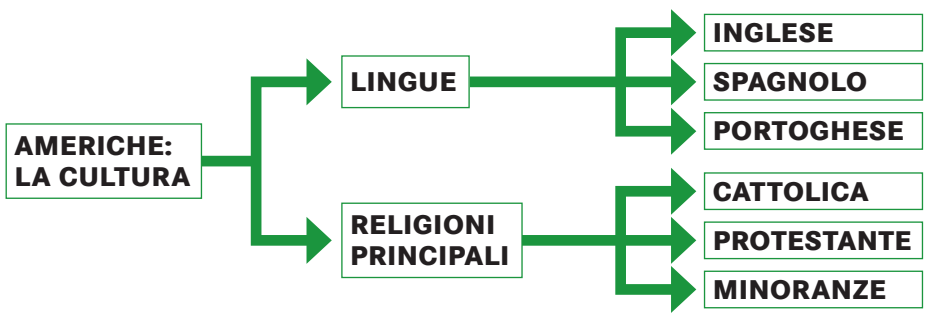 AMERICHE:
LA CULTURA
LINGUE
INGLESE
SPAGNOLO
PORTOGHESE
RELIGIONI
PRINCIPALI
CATTOLICA
PROTESTANTE
MINORANZE